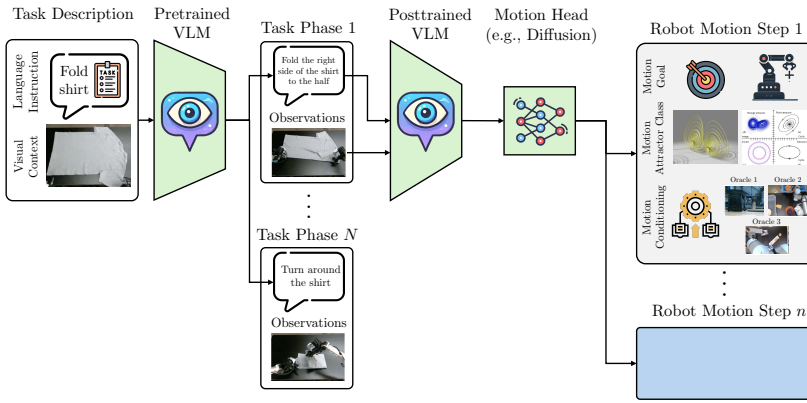 Task Description
Language
Instruction
Fold
shirt
TASK
Visual
Context
Pretrained
VLM
Task Phase 1
Fold the right
side of the shirt
to the half
Observations
Task Phase N
Turn around
the shirt
Observations
Posttrained
VLM
Motion Head
(e.g., Diffusion)
Robot Motion Step 1
Motion
Goal
Motion
Attractor Class
Motion
Conditioning
Oracle 1
Oracle 2
Oracle 3
Robot Motion Step n